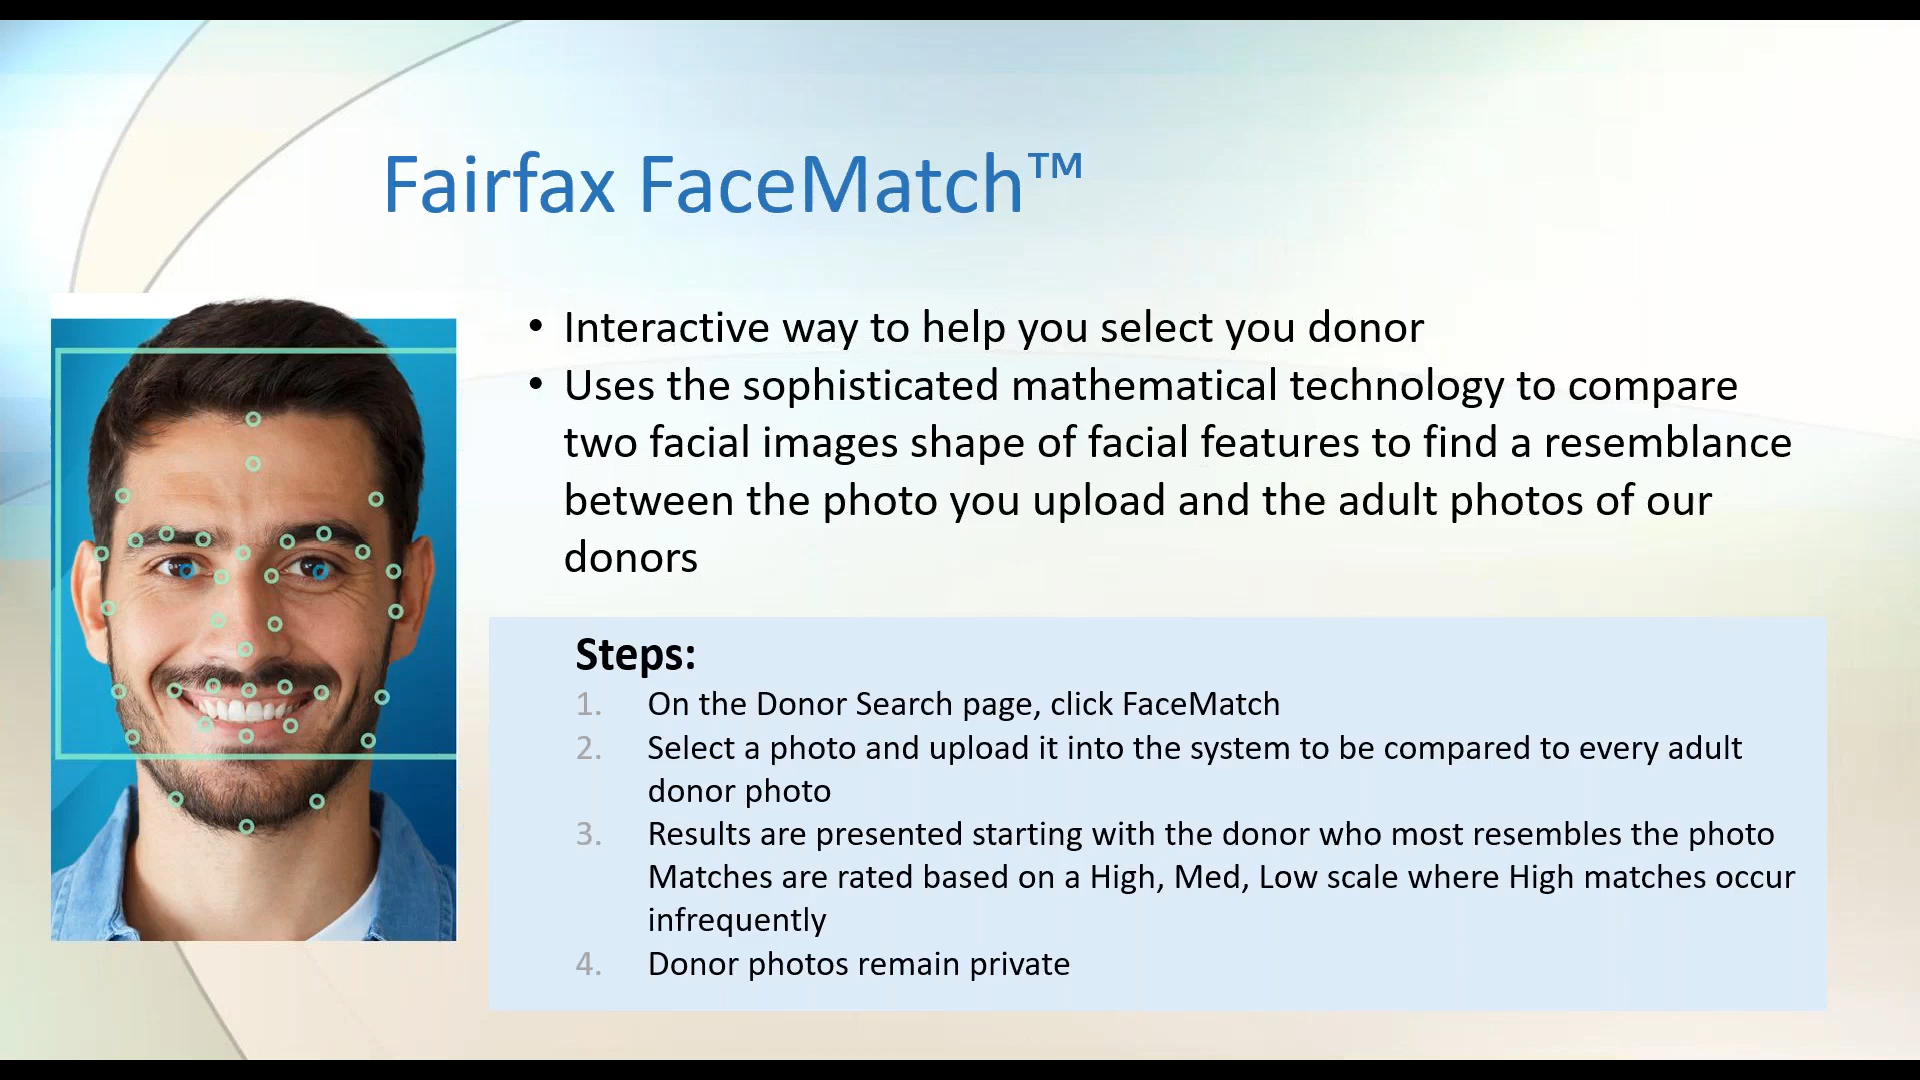 Fairfax FaceMatch™
• Interactive way to help you select you donor
• Uses the sophisticated mathematical technology to compare
two facial images shape of facial features to find a resemblance
between the photo you upload and the adult photos of our
donors
Steps:
1. On the Donor Search page, click FaceMatch
2. Select a photo and upload it into the system to be compared to every adult
donor photo
3. Results are presented starting with the donor who most resembles the photo
Matches are rated based on a High, Med, Low scale where High matches occur
infrequently
4. Donor photos remain private